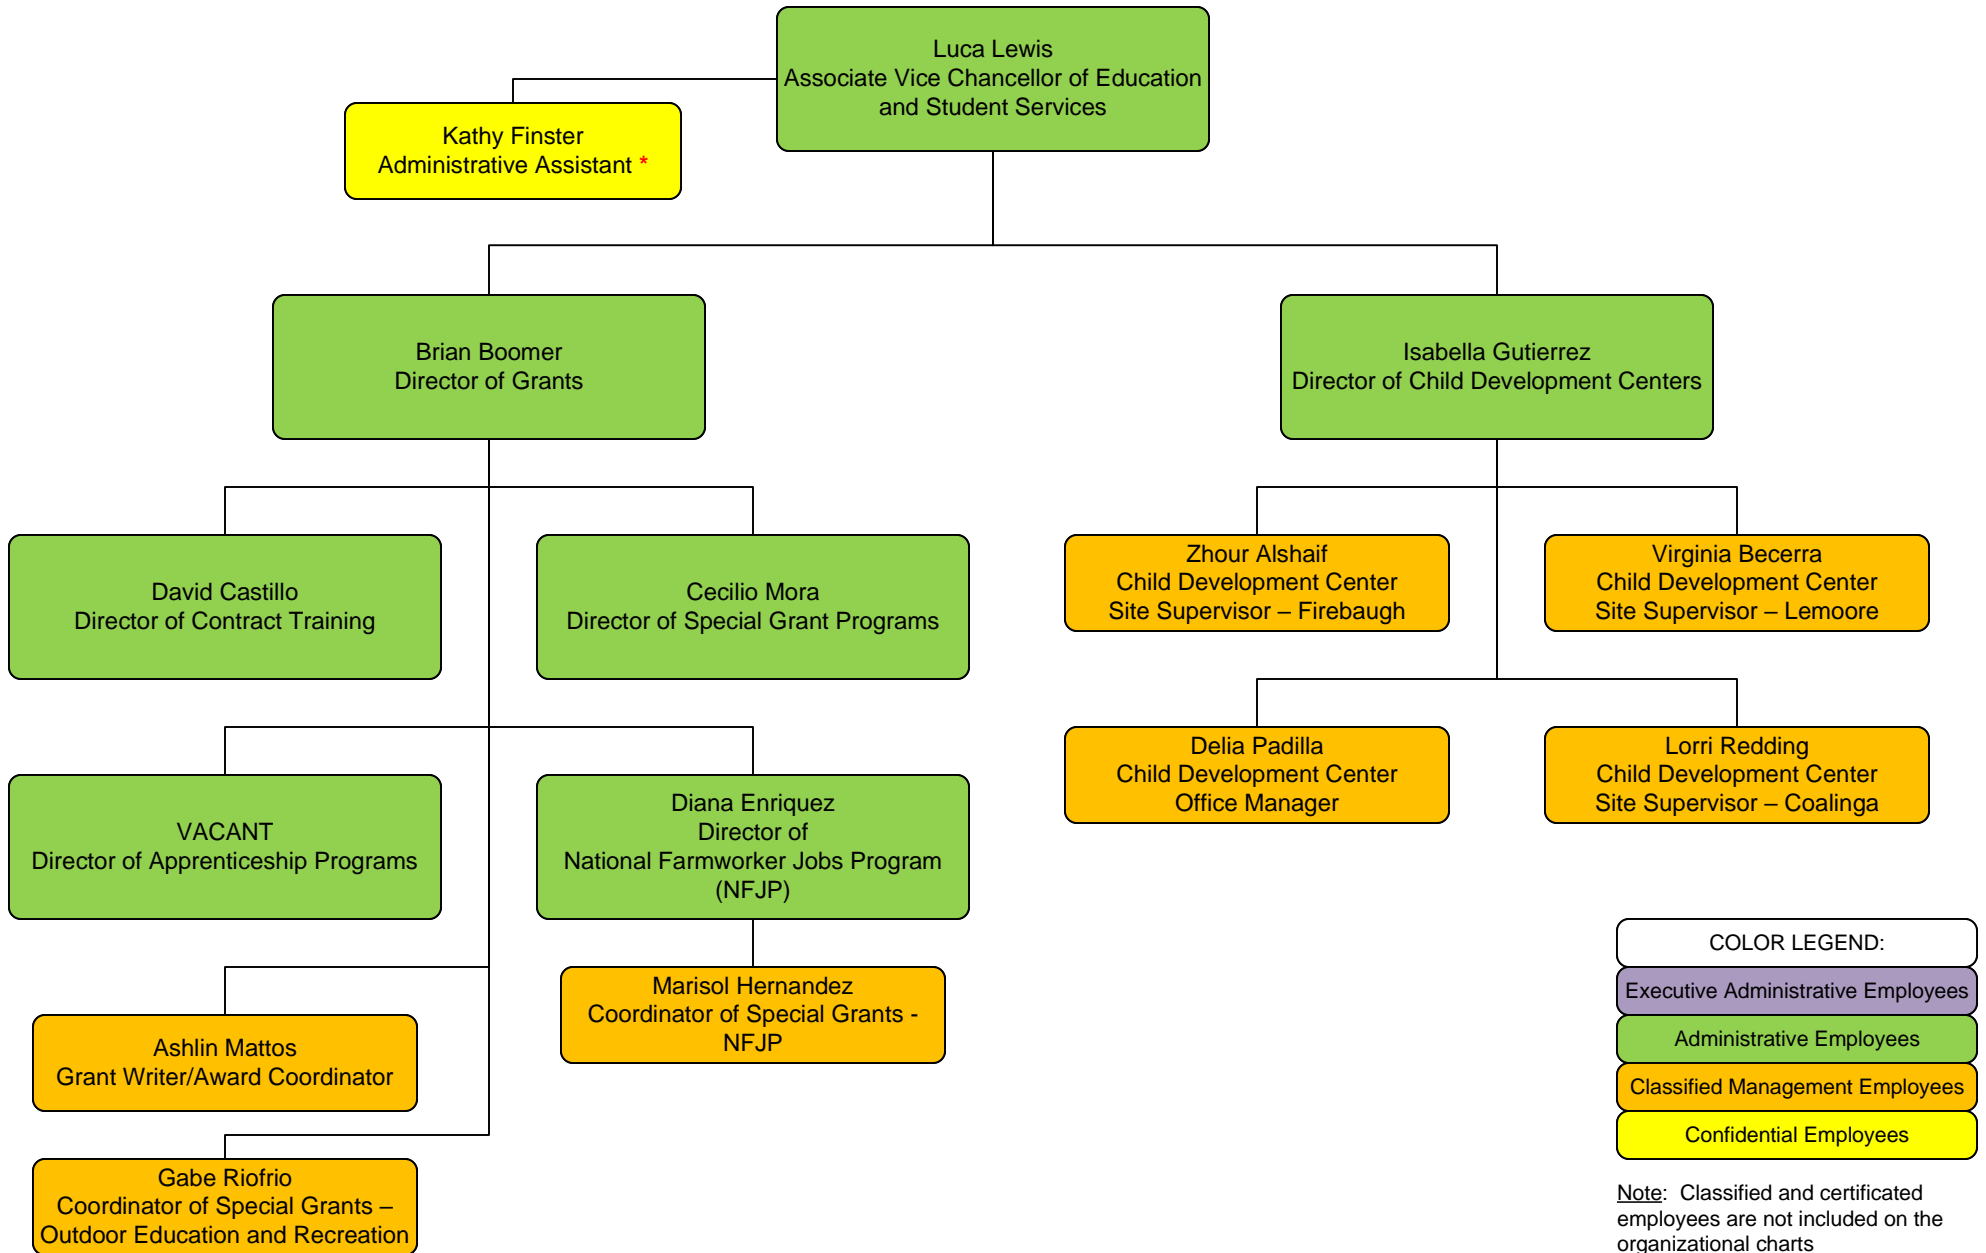 Luca Lewis
Associate Vice Chancellor of Education
and Student Services
Kathy Finster
Administrative Assistant *
Brian Boomer
Director of Grants
Isabella Gutierrez
Director of Child Development Centers
David Castillo
Director of Contract Training
Cecilio Mora
Director of Special Grant Programs
Zhour Alshaif
Child Development Center
Site Supervisor – Firebaugh
Virginia Becerra
Child Development Center
Site Supervisor – Lemoore
VACANT
Director of Apprenticeship Programs
Diana Enriquez
Director of
National Farmworker Jobs Program
(NFJP)
Delia Padilla
Child Development Center
Office Manager
Lorri Redding
Child Development Center
Site Supervisor – Coalinga
Marisol Hernandez
Coordinator of Special Grants -
NFJP
Ashlin Mattos
Grant Writer/Award Coordinator
Gabe Riofrio
Coordinator of Special Grants –
Outdoor Education and Recreation
COLOR LEGEND:
Executive Administrative Employees
Administrative Employees
Classified Management Employees
Confidential Employees
Note:  Classified and certificated
employees are not included on the
organizational charts